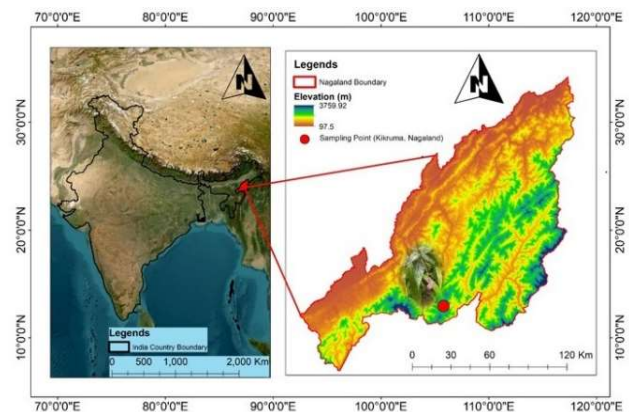 70°0'0"E 80°0'0"E 90°0'0"E 100°0'0"E 110°0'0"E 120°0'0"E
30°0'0"N
20°0'0"N
10°0'0"N
N
Legends
India Country Boundary
0 500 1,000 2,000 Km
Legends
Nagaland Boundary
Elevation (m)
3759.92
97.5
Sampling Point (Kikruma, Nagaland)
N
0 30 60 120 Km
30°0'0"N
20°0'0"N
10°0'0"N
70°0'0"E 80°0'0"E 90°0'0"E 100°0'0"E 110°0'0"E 120°0'0"E